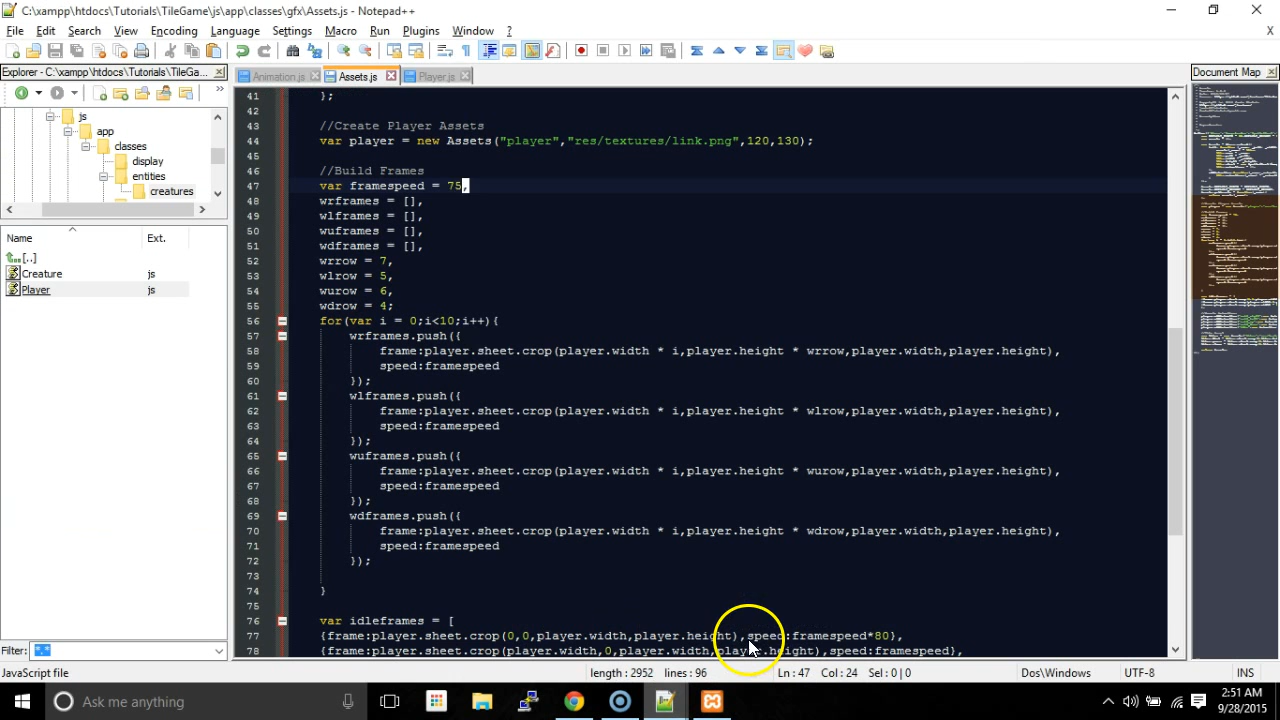 C:\xampp\htdocs\Tutorials\TileGame\js\app\classes\gfx\Assets.js - Notepad++
File Edit Search View Encoding Language Settings Macro Run Plugins Window ?
X
Explorer - C:\xampp\htdocs\Tutorials\TileGa...
Animation.js Assets.js Player.js
Document Map
js
app
classes
display
entities
creatures
Name Ext.
[..]
Creature js
Player js
Filter: *.*
41 };
42
43 //Create Player Assets
44 var player = new Assets("player","res/textures/link.png",120,130);
45
46 //Build Frames
47 var framespeed = 75,
48 wrframes = [],
49 wlframes = [],
50 wuframes = [],
51 wdframes = [],
52 wrrow = 7,
53 wlrow = 5,
54 wurow = 6,
55 wdrow = 4;
56 for(var i = 0;i<10;i++){
57 wrframes.push({
58 frame:player.sheet.crop(player.width * i,player.height * wrrow,player.width,player.height),
59 speed:framespeed
60 });
61 wlframes.push({
62 frame:player.sheet.crop(player.width * i,player.height * wlrow,player.width,player.height),
63 speed:framespeed
64 });
65 wuframes.push({
66 frame:player.sheet.crop(player.width * i,player.height * wurow,player.width,player.height),
67 speed:framespeed
68 });
69 wdframes.push({
70 frame:player.sheet.crop(player.width * i,player.height * wdrow,player.width,player.height),
71 speed:framespeed
72 });
73
74 }
75
76 var idleframes = [
77 {frame:player.sheet.crop(0,0,player.width,player.height),speed:framespeed*80},
78 {frame:player.sheet.crop(player.width,0,player.width,player.height),speed:framespeed},
JavaScript file length : 2952 lines : 96 Ln : 47 Col : 24 Sel : 0 | 0 Dos\Windows UTF-8 INS
Ask me anything
2:51 AM
9/28/2015